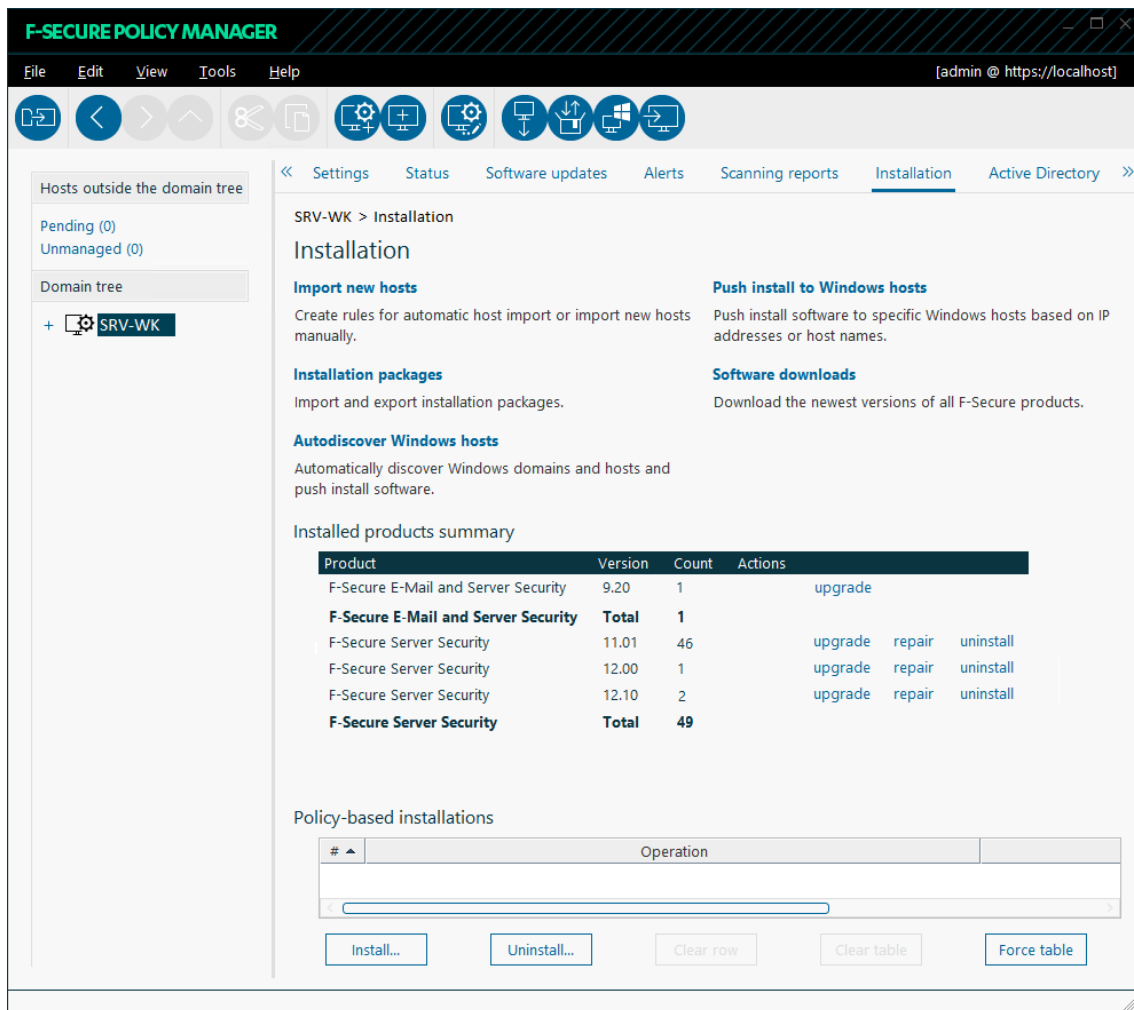 F-SECURE POLICY MANAGER
File Edit View Tools Help [admin @ https://localhost]
Hosts outside the domain tree
Pending (0)
Unmanaged (0)
Domain tree
+ SRV-WK
« Settings Status Software updates Alerts Scanning reports Installation Active Directory »
SRV-WK > Installation
Installation
Import new hosts
Create rules for automatic host import or import new hosts
manually.
Push install to Windows hosts
Push install software to specific Windows hosts based on IP
addresses or host names.
Installation packages
Import and export installation packages.
Software downloads
Download the newest versions of all F-Secure products.
Autodiscover Windows hosts
Automatically discover Windows domains and hosts and
push install software.
Installed products summary
Product Version Count Actions
F-Secure E-Mail and Server Security 9.20 1 upgrade
F-Secure E-Mail and Server Security Total 1
F-Secure Server Security 11.01 46 upgrade repair uninstall
F-Secure Server Security 12.00 1 upgrade repair uninstall
F-Secure Server Security 12.10 2 upgrade repair uninstall
F-Secure Server Security Total 49
Policy-based installations
# Operation
Install... Uninstall... Clear row Clear table Force table